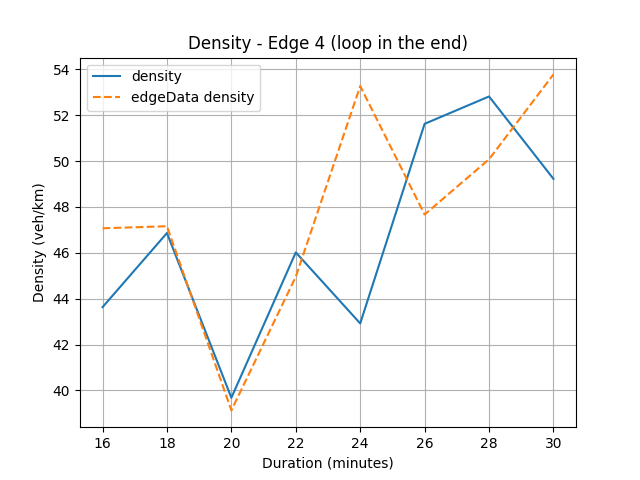 Density - Edge 4 (loop in the end)
density
edgeData density
54
52
50
48
46
44
42
40
Density (veh/km)
16 18 20 22 24 26 28 30
Duration (minutes)